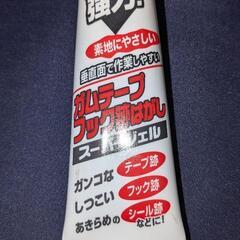 強力!
素地にやさしい
垂直面で作業しやすい
ガムテープ
フック跡はがし
スーパージェル
ガンコな
しつこい
あきらめの
テープ跡
フック跡
シール跡
などに!